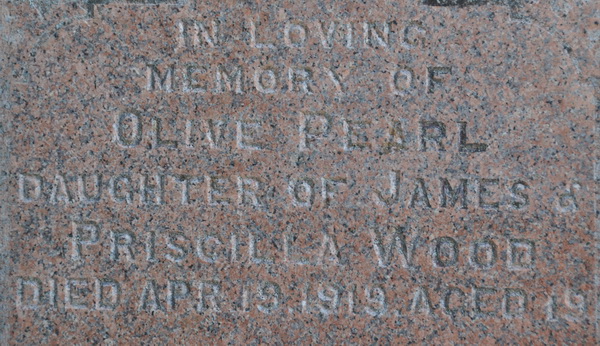 IN LOVING
MEMORY OF
OLIVE PEARL
DAUGHTER OF JAMES &
PRISCILLA WOOD
DIED APR. 19. 1919. AGED 19